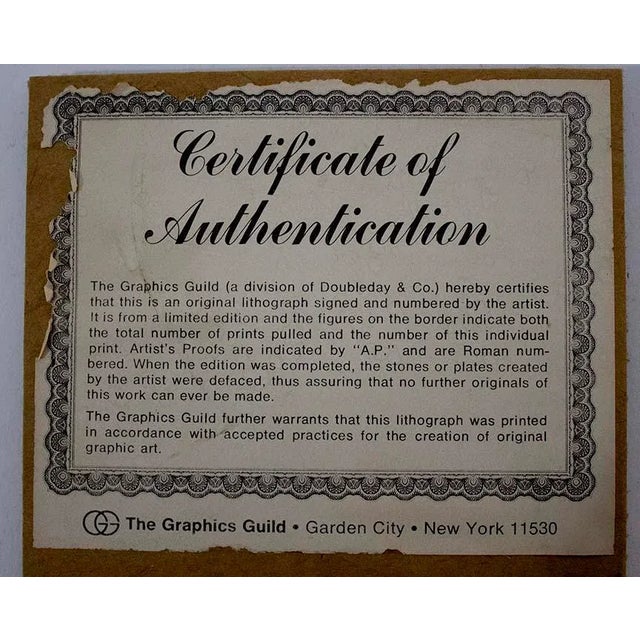 Certificate of
Authentication
The Graphics Guild (a division of Doubleday & Co.) hereby certifies
that this is an original lithograph signed and numbered by the artist.
It is from a limited edition and the figures on the border indicate both
the total number of prints pulled and the number of this individual
print. Artist's Proofs are indicated by "A.P." and are Roman num-
bered. When the edition was completed, the stones or plates created
by the artist were defaced, thus assuring that no further originals of
this work can ever be made.
The Graphics Guild further warrants that this lithograph was printed
in accordance with accepted practices for the creation of original
graphic art.
GG The Graphics Guild • Garden City • New York 11530